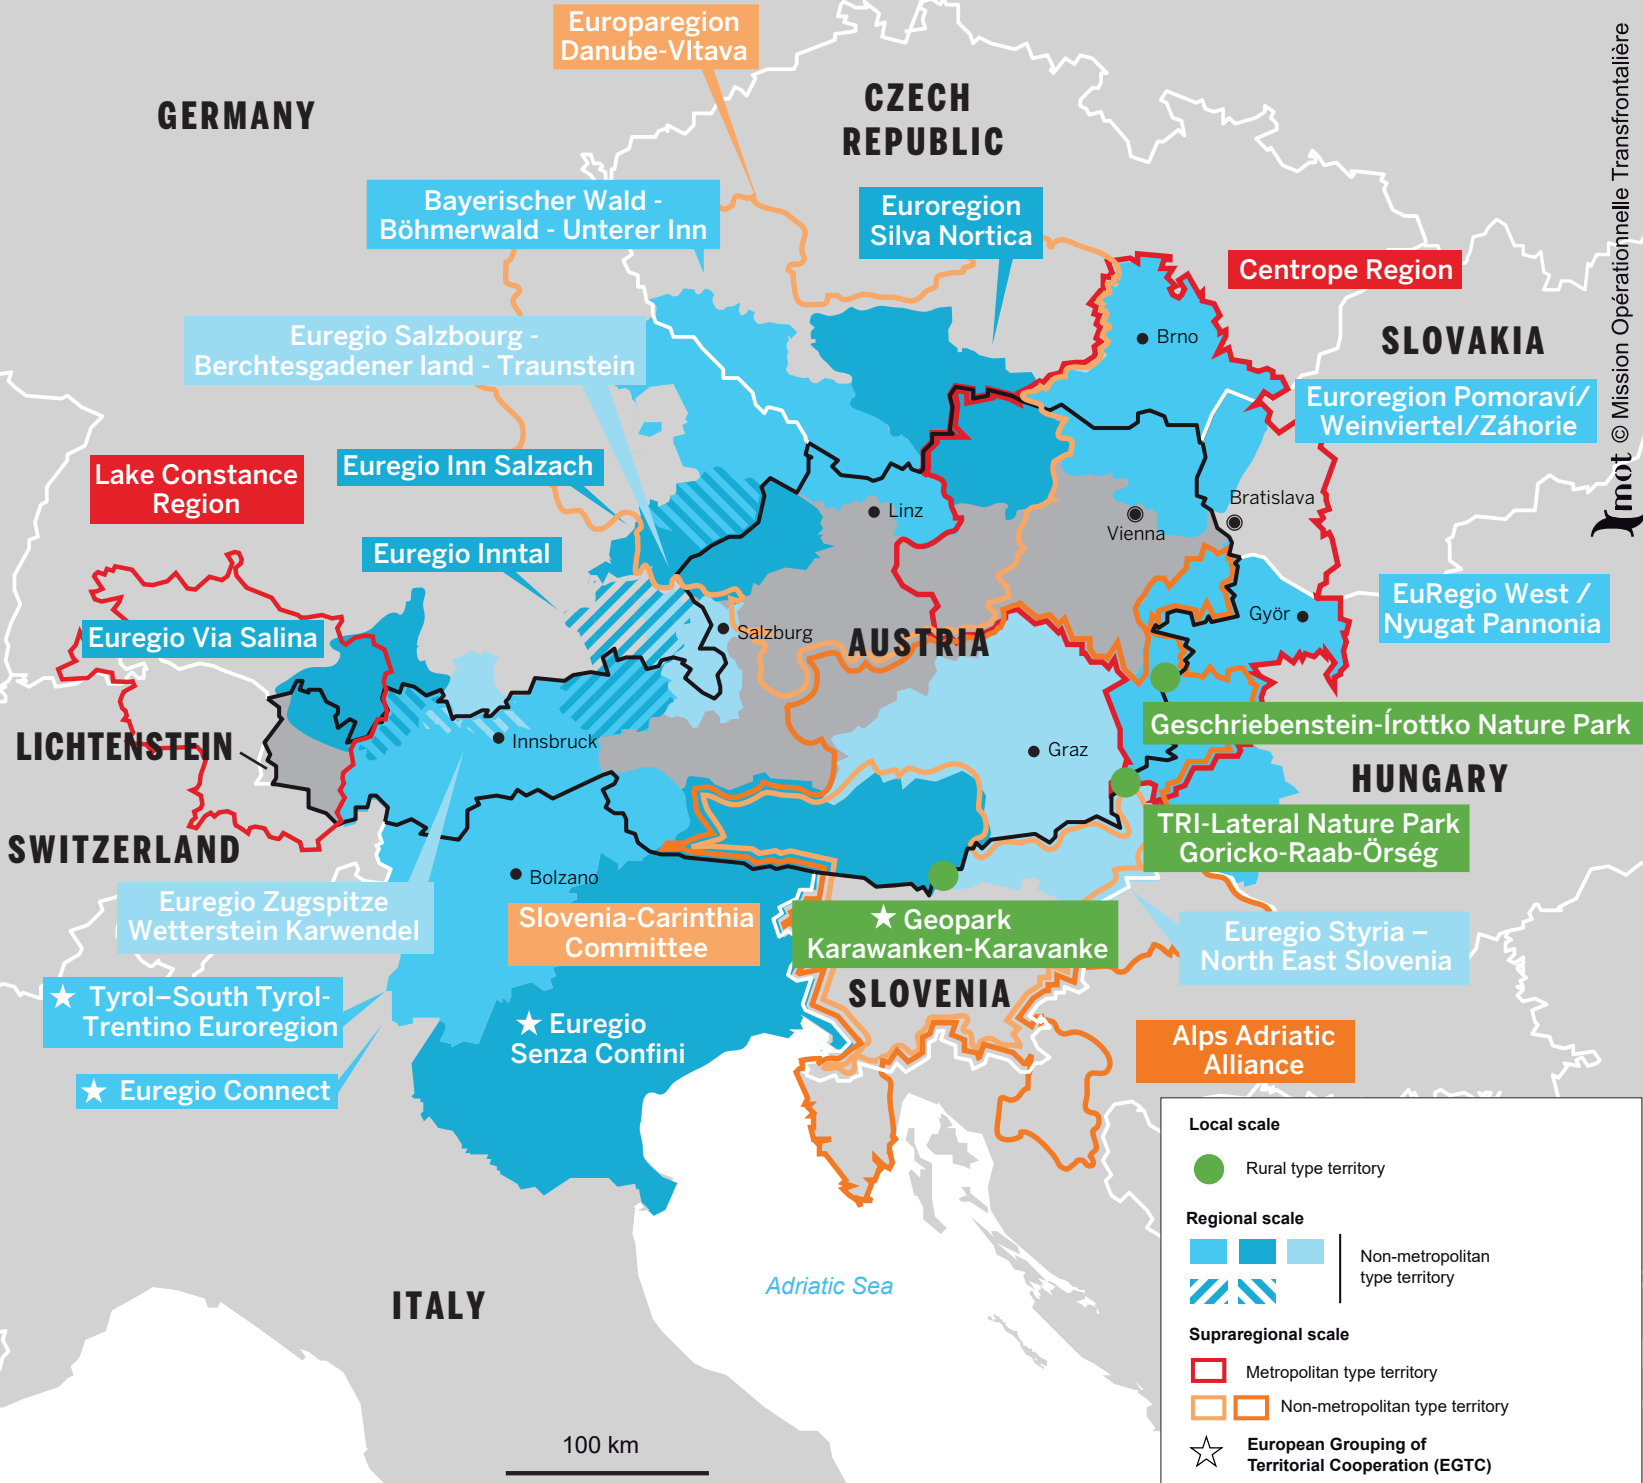 Europaregion
Danube-Vltava
© Mission Opérationnelle Transfrontalière
mot
GERMANY
CZECH
REPUBLIC
Bayerischer Wald -
Böhmerwald - Unterer Inn
Euroregion
Silva Nortica
Centrope Region
Euregio Salzbourg -
Berchtesgadener land - Traunstein
Brno
SLOVAKIA
Euroregion Pomoraví/
Weinviertel/Záhorie
Lake Constance
Region
Euregio Inn Salzach
Linz
Bratislava
Vienna
Euregio Inntal
EuRegio West /
Nyugat Pannonia
Györ
Euregio Via Salina
Salzburg
AUSTRIA
Geschriebenstein-Írottko Nature Park
LICHTENSTEIN
Innsbruck
Graz
HUNGARY
TRI-Lateral Nature Park
Goricko-Raab-Örség
SWITZERLAND
Bolzano
Euregio Zugspitze
Wetterstein Karwendel
Slovenia-Carinthia
Committee
Geopark
Karawanken-Karavanke
Euregio Styria –
North East Slovenia
Tyrol–South Tyrol-
Trentino Euroregion
SLOVENIA
Euregio
Senza Confini
Alps Adriatic
Alliance
Euregio Connect
Adriatic Sea
ITALY
100 km
Local scale
Rural type territory
Regional scale
Non-metropolitan
type territory
Supraregional scale
Metropolitan type territory
Non-metropolitan type territory
European Grouping of
Territorial Cooperation (EGTC)